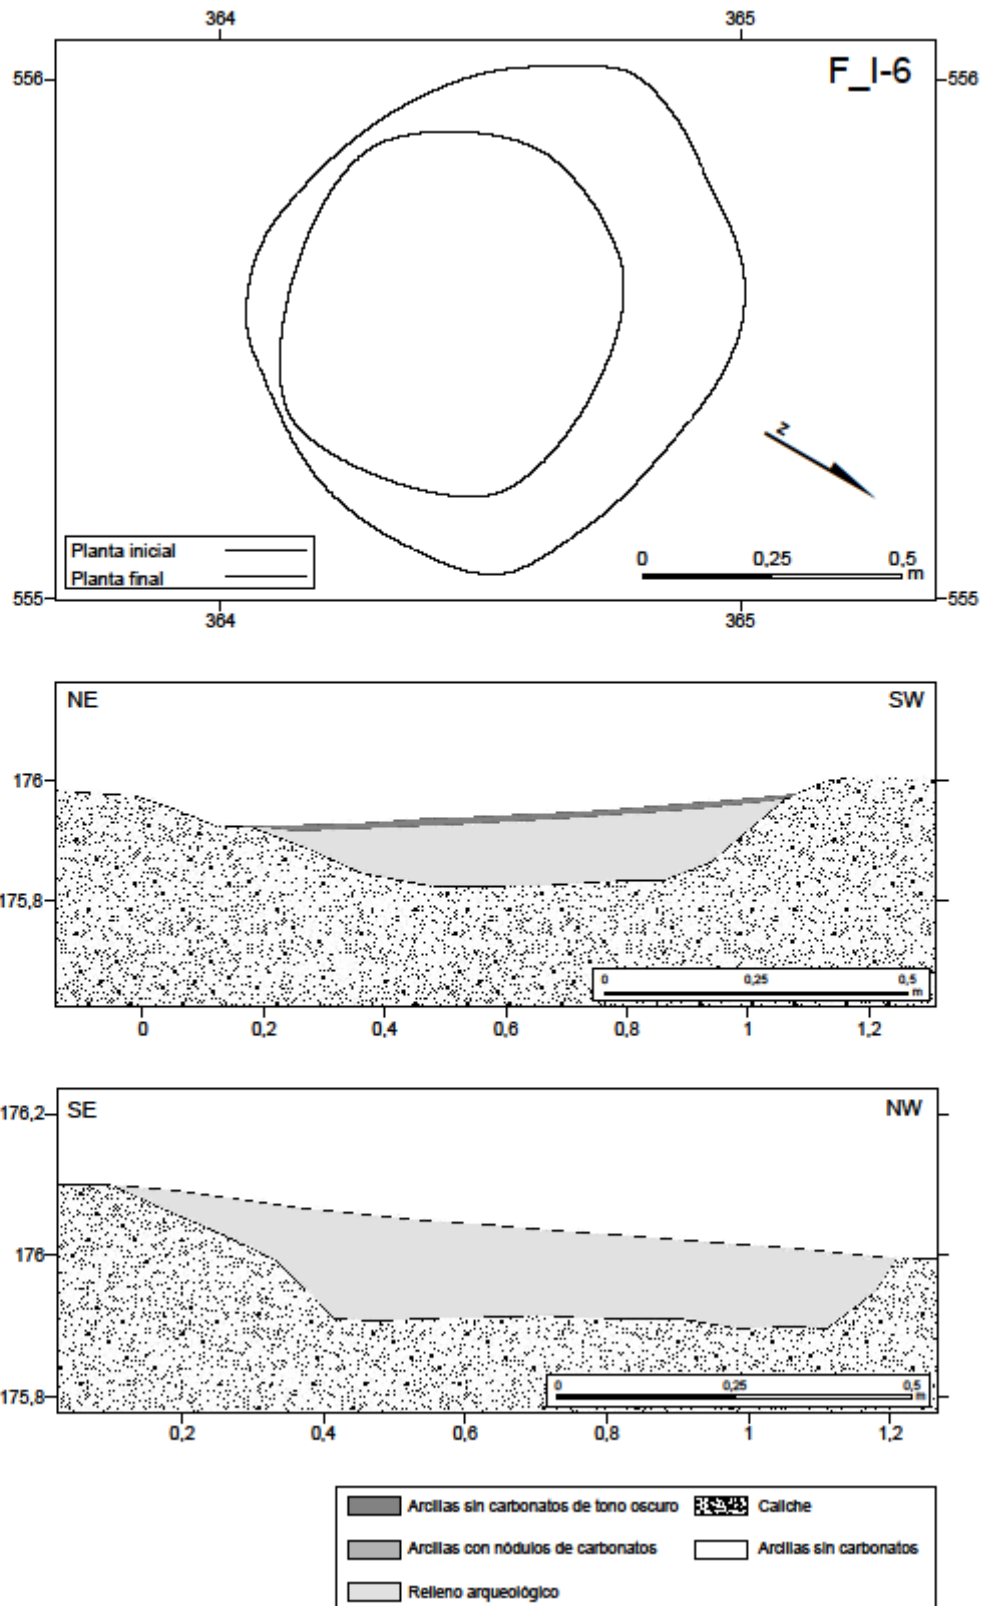 364 365
556 F_I-6 556
z
Planta inicial
Planta final
0 0,25 0,5
m
555 555
364 365
NE SW
176
175,8
0 0,25 0,5
m
0 0,2 0,4 0,6 0,8 1 1,2
176,2 SE NW
176
175,8
0 0,25 0,5
m
0,2 0,4 0,6 0,8 1 1,2
Arcillas sin carbonatos de tono oscuro Caliche
Arcillas con nódulos de carbonatos Arcillas sin carbonatos
Relleno arqueológico